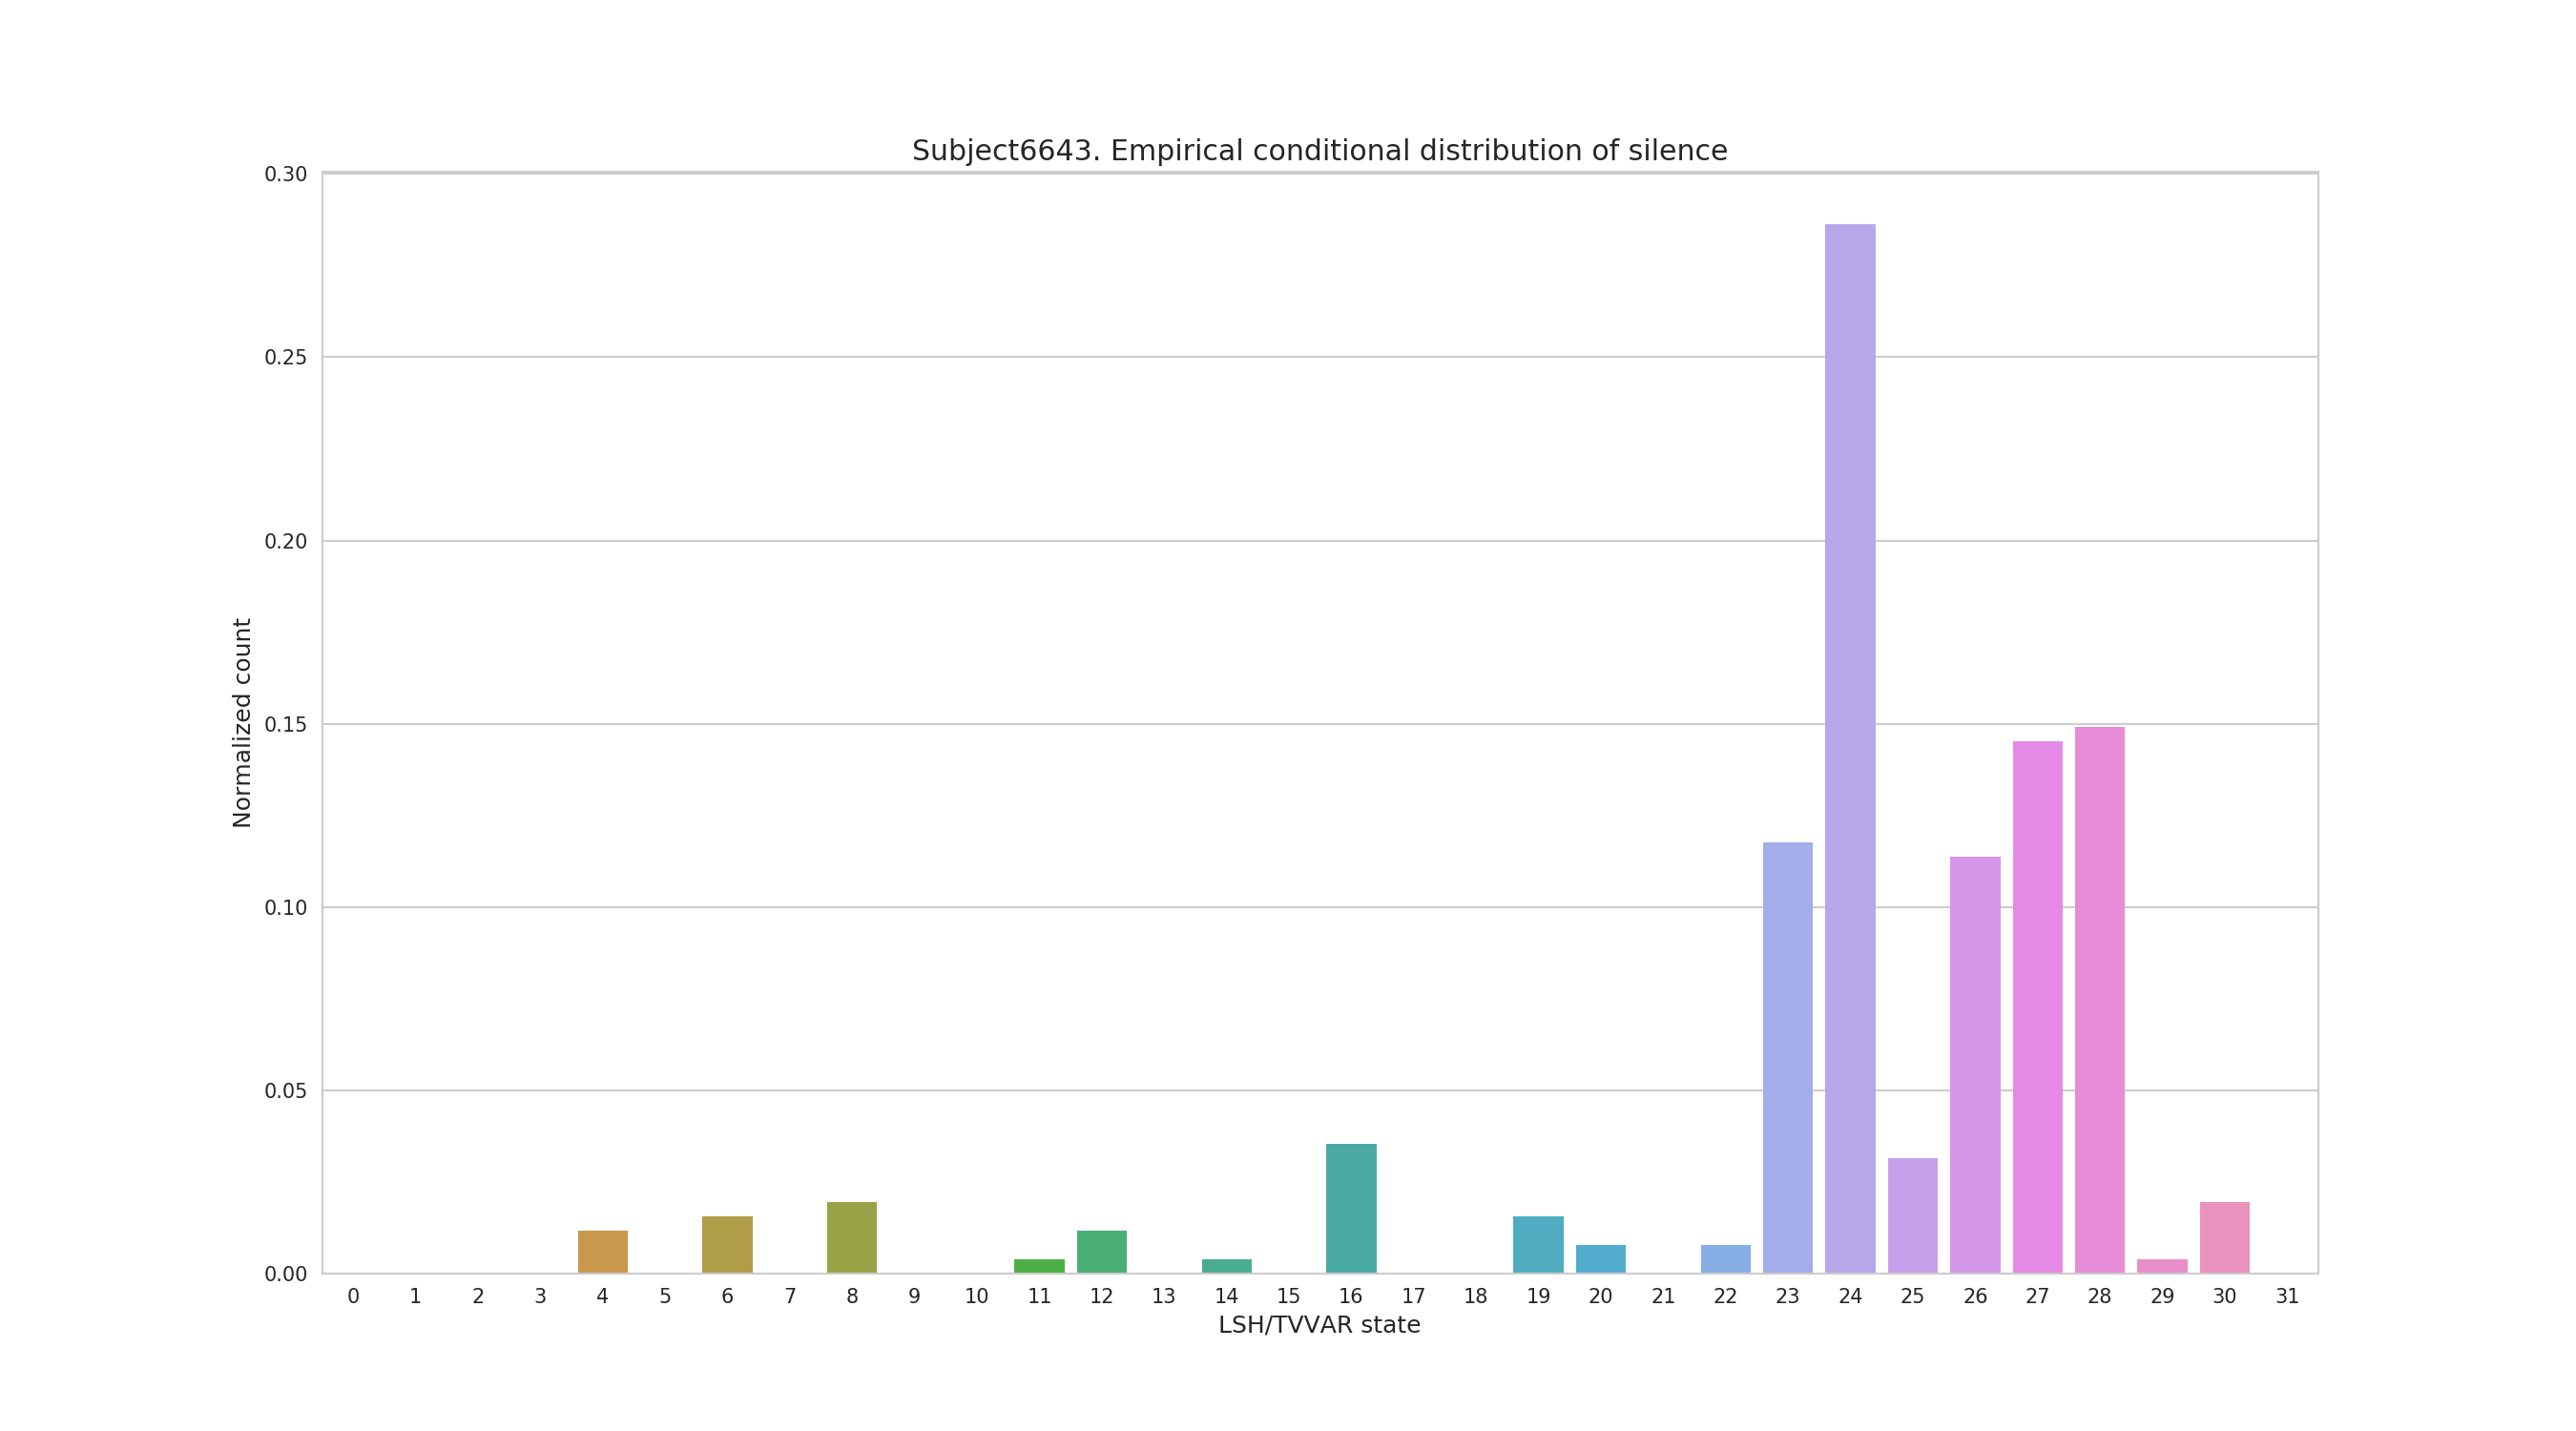 Subject6643. Empirical conditional distribution of silence
0.30
0.25
0.20
0.15
0.10
0.05
0.00
Normalized count
0 1 2 3 4 5 6 7 8 9 10 11 12 13 14 15 16 17 18 19 20 21 22 23 24 25 26 27 28 29 30 31
LSH/TVVAR state